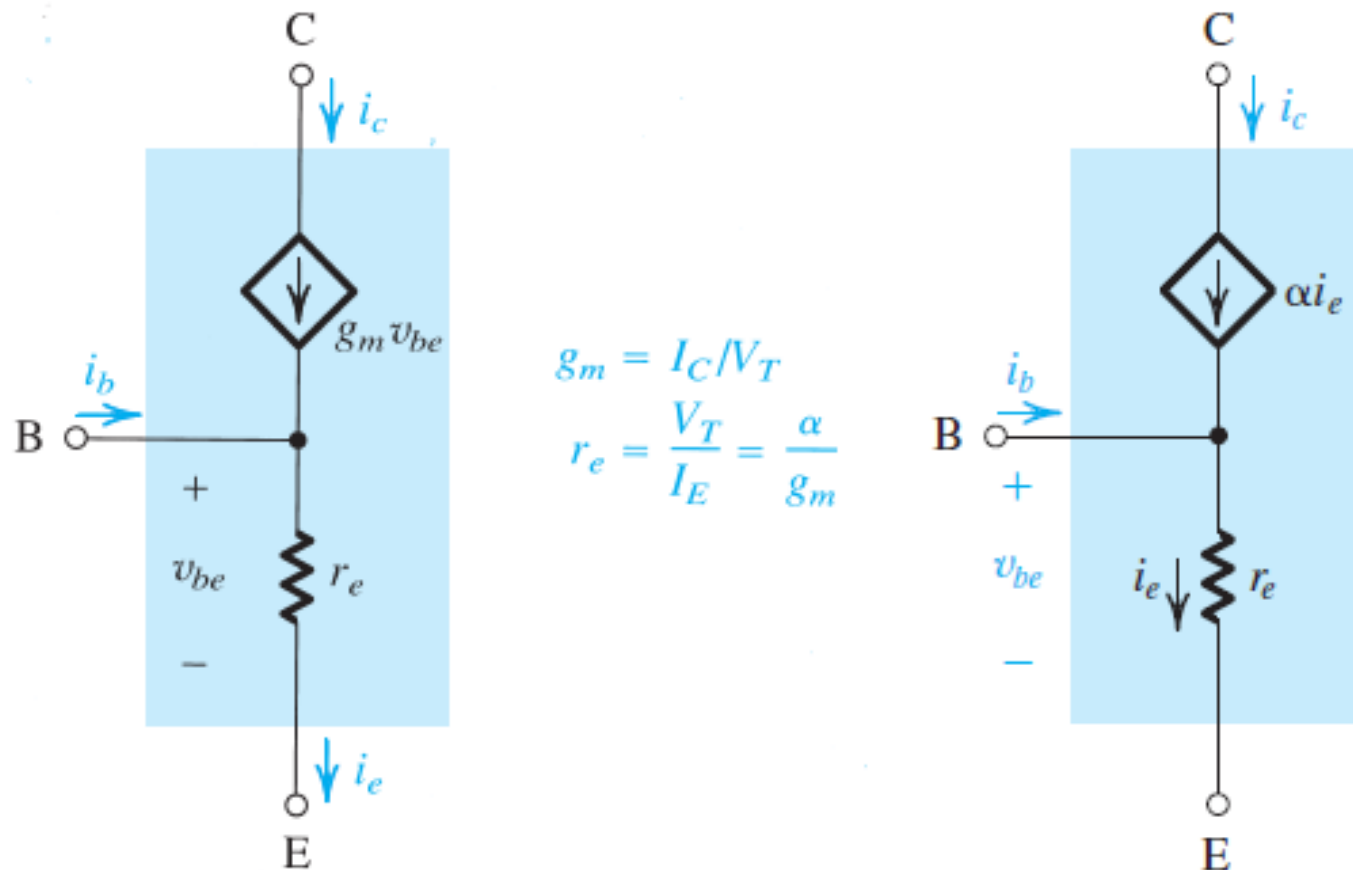 C
i_c
g_m v_be
i_b
B
+
v_be
−
r_e
i_e
E
g_m = I_C/V_T
r_e = V_T/I_E = α/g_m
C
i_c
αi_e
i_b
B
+
v_be
−
i_e
r_e
E